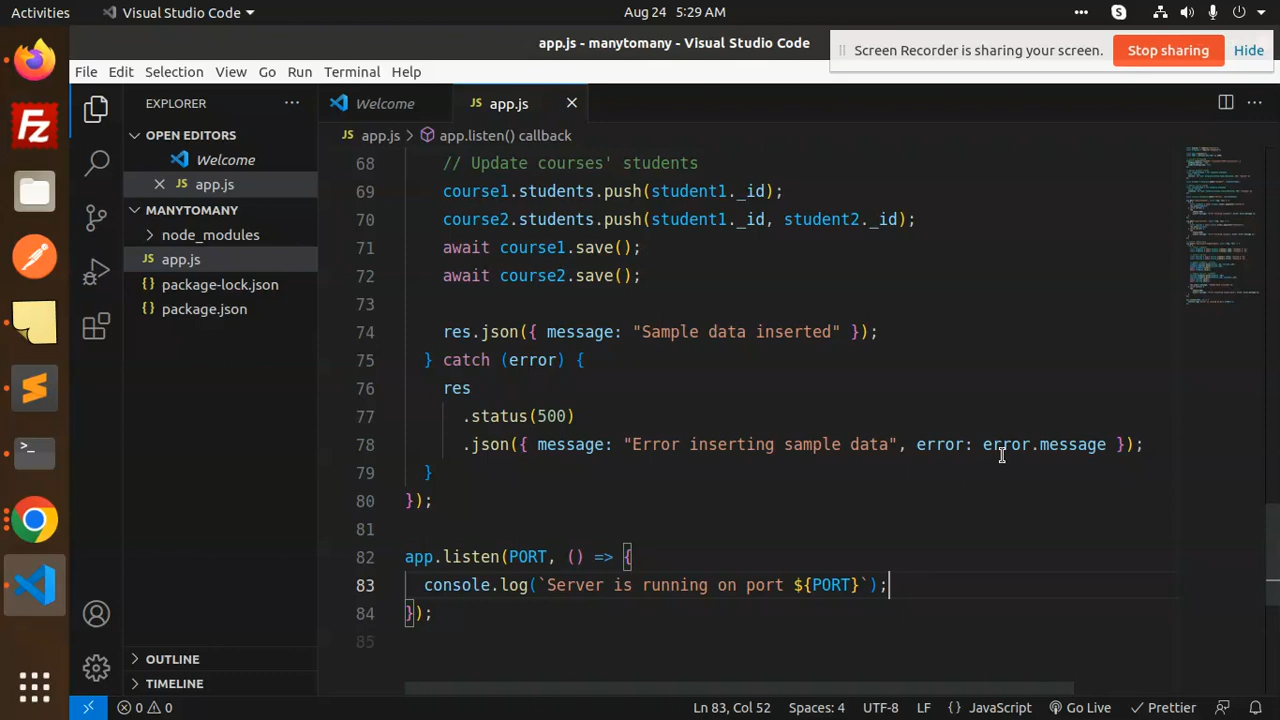 Activities
Visual Studio Code
Aug 24 5:29 AM
app.js - manytomany - Visual Studio Code
Screen Recorder is sharing your screen.
Stop sharing
Hide
File Edit Selection View Go Run Terminal Help
EXPLORER
OPEN EDITORS
Welcome
app.js
MANYTOMANY
node_modules
app.js
package-lock.json
package.json
OUTLINE
TIMELINE
Welcome
JS app.js
JS app.js > app.listen() callback
68 // Update courses' students
69 course1.students.push(student1._id);
70 course2.students.push(student1._id, student2._id);
71 await course1.save();
72 await course2.save();
73
74 res.json({ message: "Sample data inserted" });
75 } catch (error) {
76 res
77 .status(500)
78 .json({ message: "Error inserting sample data", error: error.message });
79 }
80 });
81
82 app.listen(PORT, () => {
83 console.log(`Server is running on port ${PORT}`);
84 });
85
0 0
Ln 83, Col 52
Spaces: 4
UTF-8
LF
{} JavaScript
Go Live
Prettier